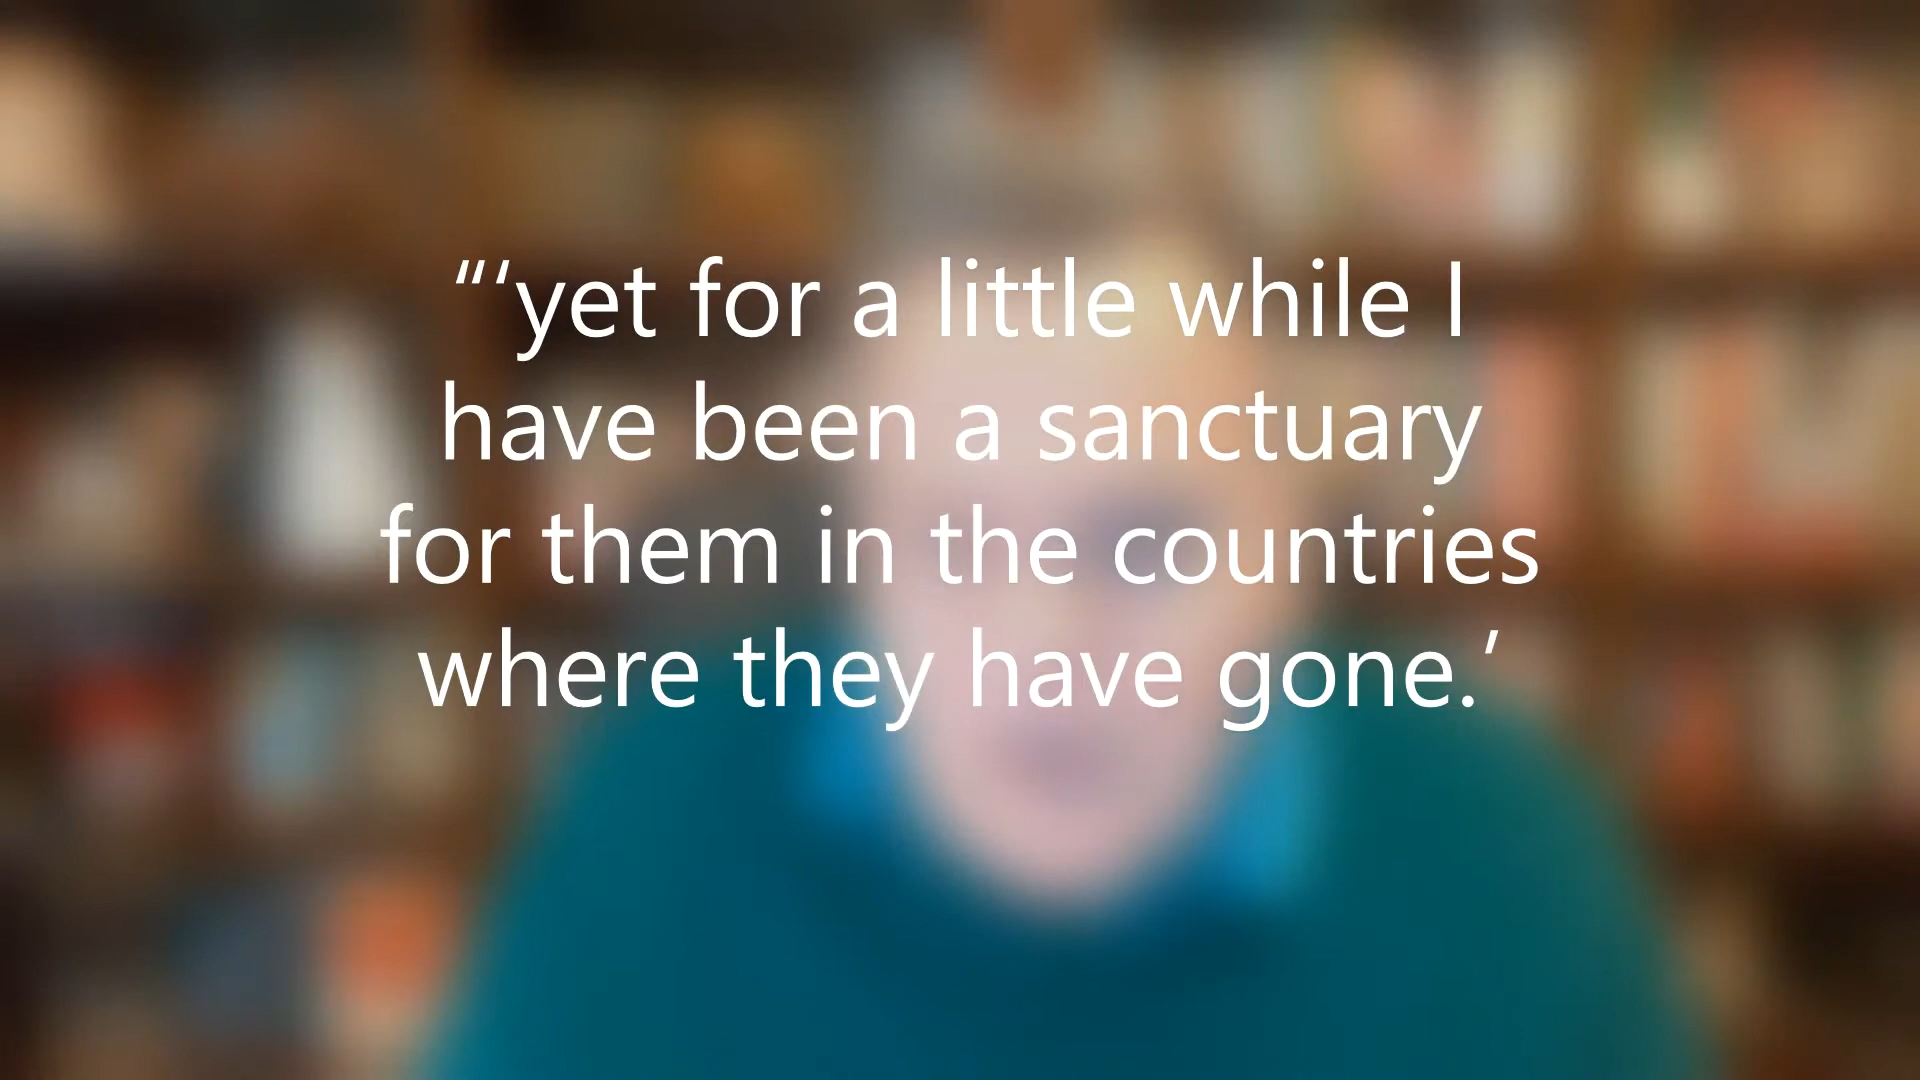 “‘yet for a little while I
have been a sanctuary
for them in the countries
where they have gone.’